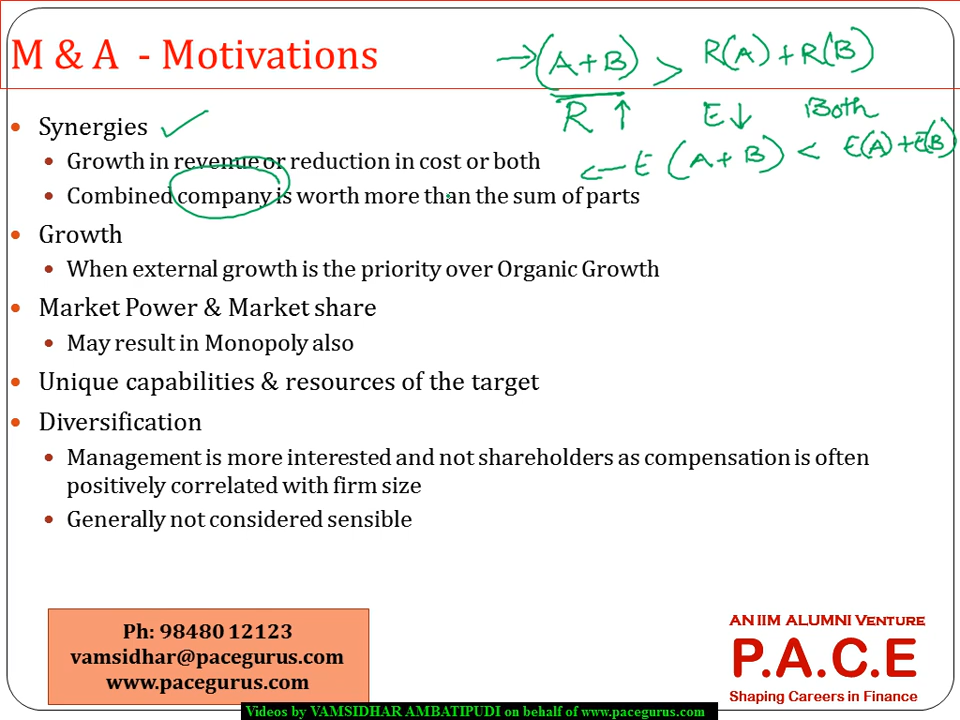 M & A - Motivations
→ (A+B) > R(A) + R(B)
R ↑ E ↓ Both
← E (A+B) < E(A) + E(B)
• Synergies ✓
• Growth in revenue or reduction in cost or both
• Combined company is worth more than the sum of parts
• Growth
• When external growth is the priority over Organic Growth
• Market Power & Market share
• May result in Monopoly also
• Unique capabilities & resources of the target
• Diversification
• Management is more interested and not shareholders as compensation is often
positively correlated with firm size
• Generally not considered sensible
Ph: 98480 12123
vamsidhar@pacegurus.com
www.pacegurus.com
AN IIM ALUMNI VENTURE
P.A.C.E
Shaping Careers in Finance
Videos by VAMSIDHAR AMBATIPUDI on behalf of www.pacegurus.com